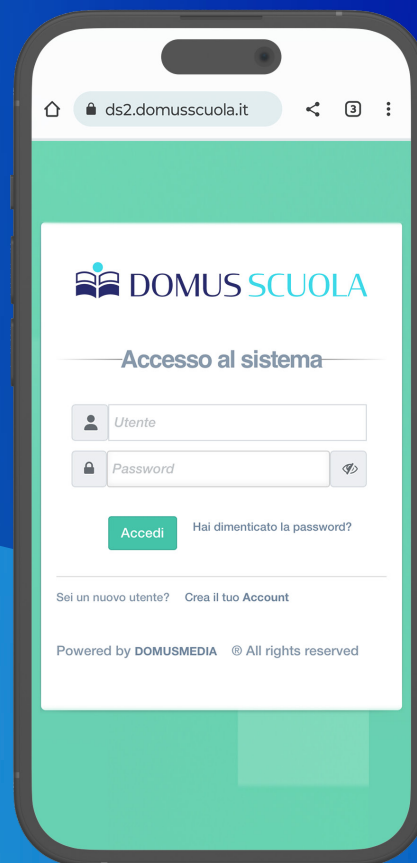 ds2.domusscuola.it 3
DOMUS SCUOLA
Accesso al sistema
Utente
Password
Accedi Hai dimenticato la password?
Sei un nuovo utente? Crea il tuo Account
Powered by DOMUSMEDIA ® All rights reserved